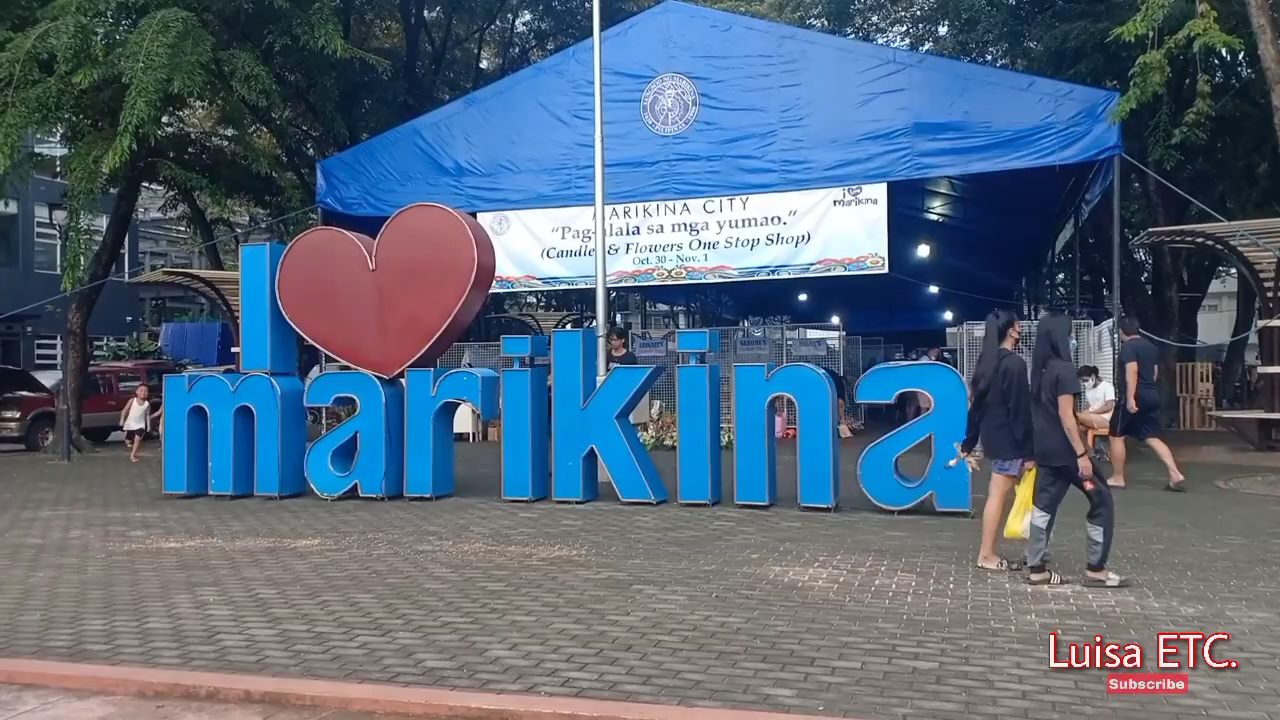 MARIKINA CITY
"Pag-alala sa mga yumao."
(Candles & Flowers One Stop Shop)
Oct. 30 - Nov. 1
i
marikina
I
marikina
PILIPINAS
Luisa ETC.
Subscribe